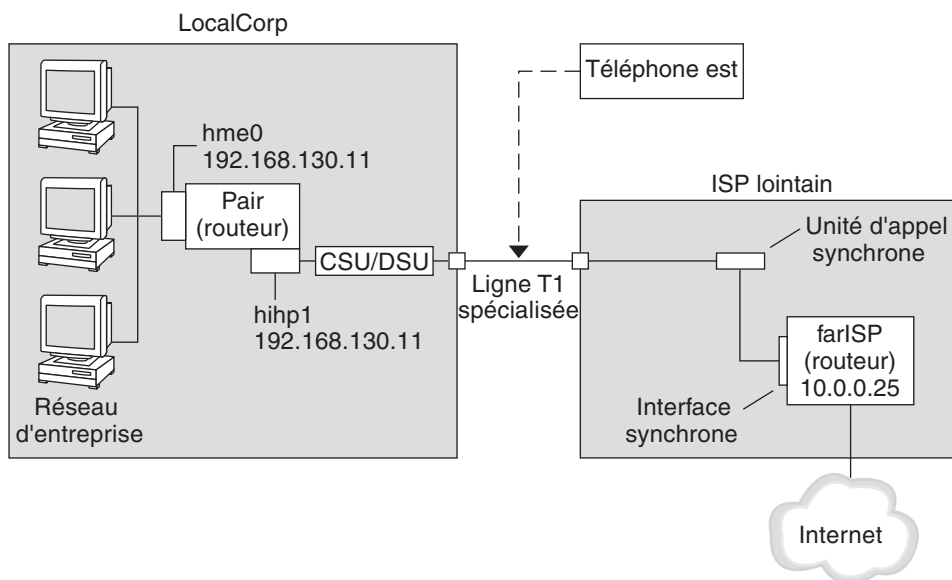 LocalCorp
Téléphone est
hme0
192.168.130.11
Pair
(routeur)
CSU/DSU
hihp1
192.168.130.11
Réseau
d'entreprise
Ligne T1
spécialisée
ISP lointain
Unité d'appel
synchrone
farISP
(routeur)
10.0.0.25
Interface
synchrone
Internet